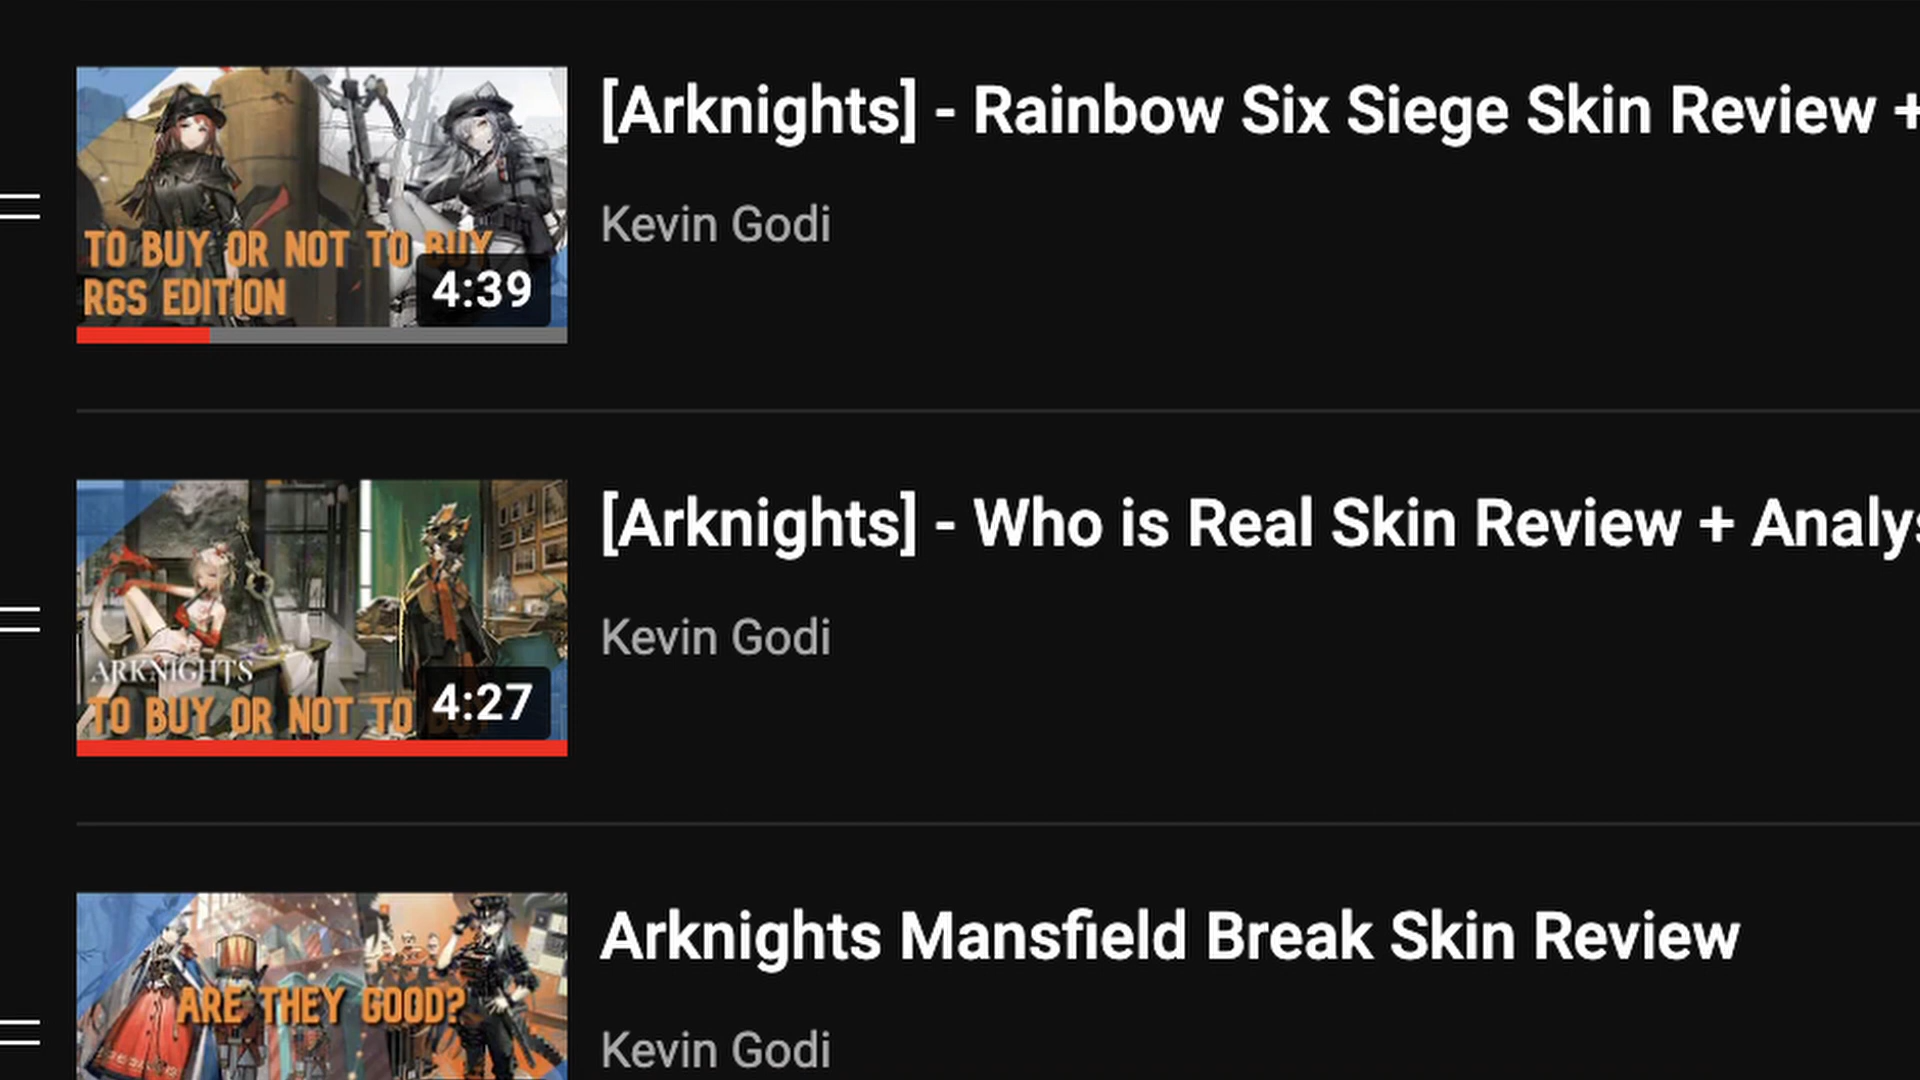 [Arknights] - Rainbow Six Siege Skin Review +
Kevin Godi
TO BUY OR NOT TO BUY
R6S EDITION
4:39
[Arknights] - Who is Real Skin Review + Analys
Kevin Godi
ARKNIGHTS
TO BUY OR NOT TO
4:27
Arknights Mansfield Break Skin Review
Kevin Godi
ARE THEY GOOD?